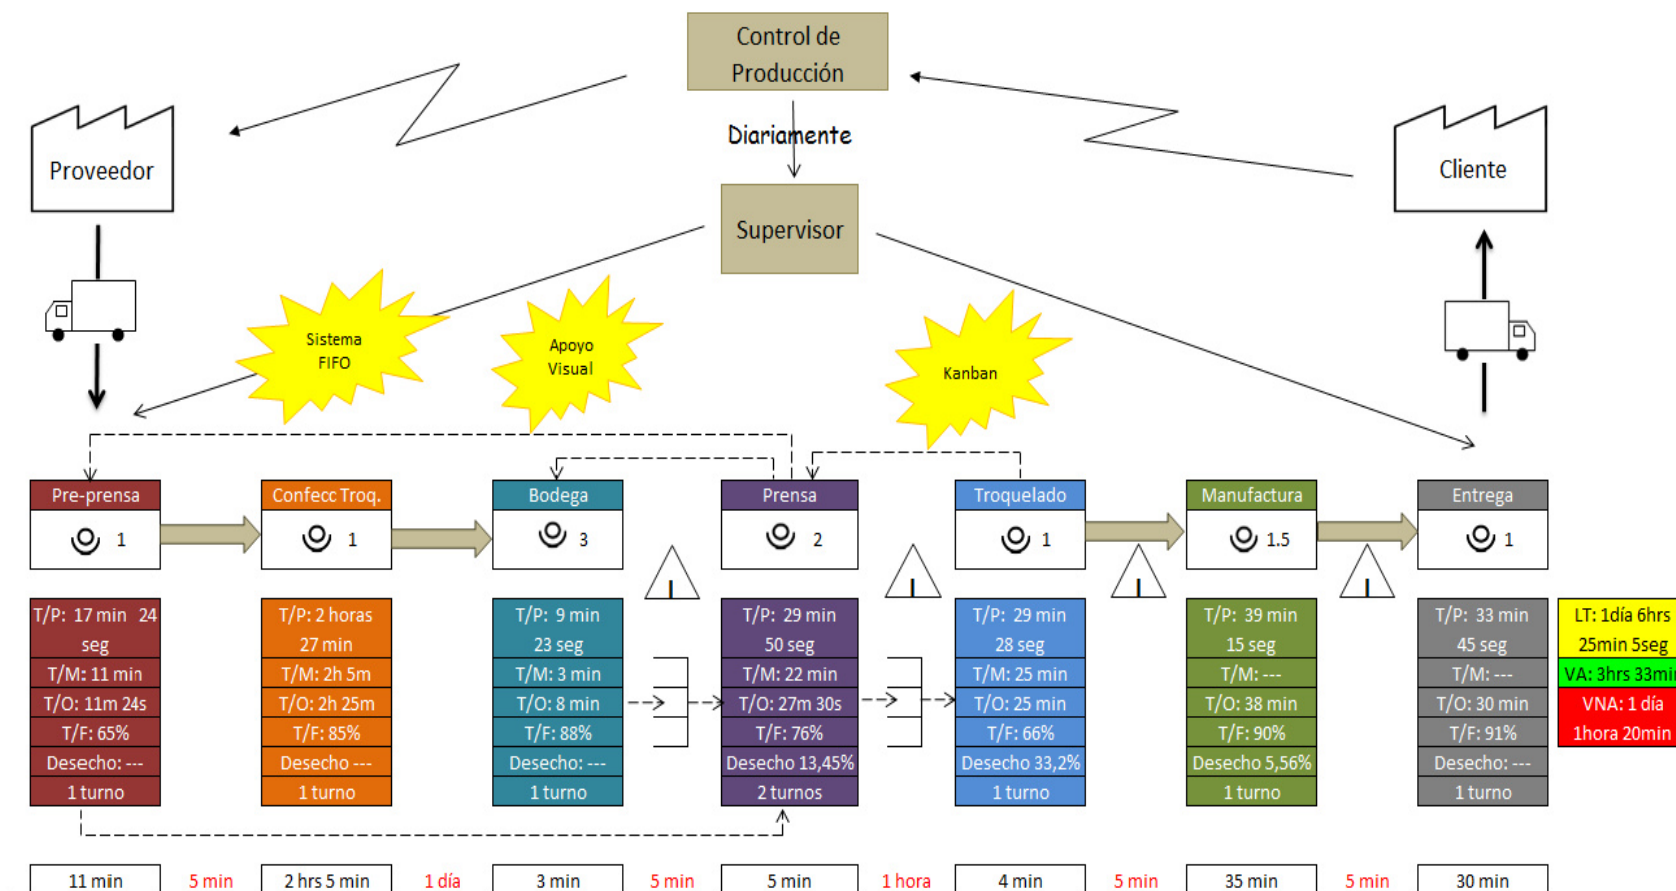 Control de
Producción
Diariamente
Proveedor
Cliente
Supervisor
Sistema
FIFO
Apoyo
Visual
Kanban
Pre-prensa
1
Confecc Troq.
1
Bodega
3
Prensa
2
Troquelado
1
Manufactura
1.5
Entrega
1
I
I
I
I
T/P: 17 min 24
seg
T/M: 11 min
T/O: 11m 24s
T/F: 65%
Desecho: ---
1 turno
T/P: 2 horas
27 min
T/M: 2h 5m
T/O: 2h 25m
T/F: 85%
Desecho ---
1 turno
T/P: 9 min
23 seg
T/M: 3 min
T/O: 8 min
T/F: 88%
Desecho: ---
1 turno
T/P: 29 min
50 seg
T/M: 22 min
T/O: 27m 30s
T/F: 76%
Desecho 13,45%
2 turnos
T/P: 29 min
28 seg
T/M: 25 min
T/O: 25 min
T/F: 66%
Desecho 33,2%
1 turno
T/P: 39 min
15 seg
T/M: ---
T/O: 38 min
T/F: 90%
Desecho 5,56%
1 turno
T/P: 33 min
45 seg
T/M: ---
T/O: 30 min
T/F: 91%
Desecho: ---
1 turno
LT: 1día 6hrs
25min 5seg
VA: 3hrs 33min
VNA: 1 día
1hora 20min
11 min 5 min 2 hrs 5 min 1 día 3 min 5 min 5 min 1 hora 4 min 5 min 35 min 5 min 30 min